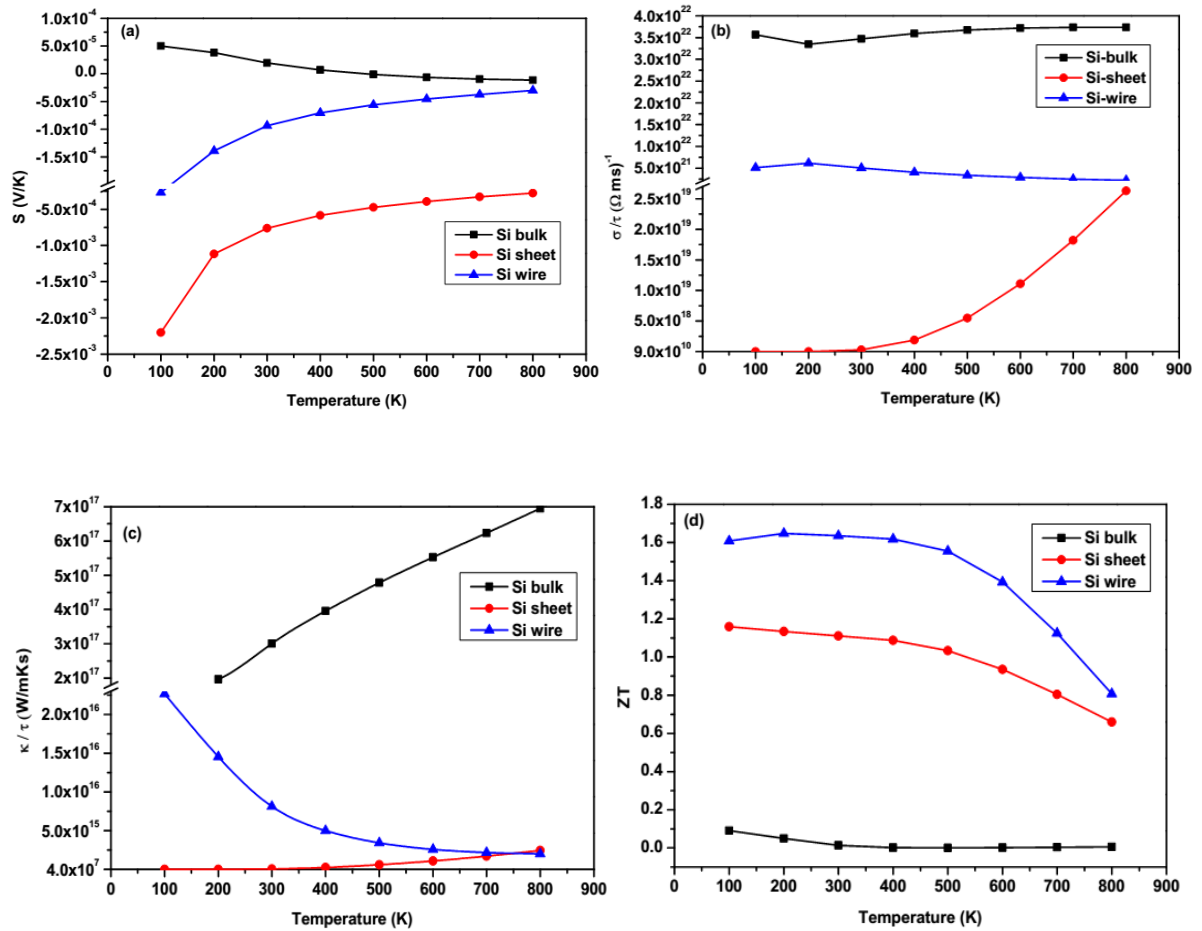 (a)
1.0x10⁻⁴
5.0x10⁻⁵
0.0
-5.0x10⁻⁵
-1.0x10⁻⁴
-1.5x10⁻⁴
-5.0x10⁻⁴
-1.0x10⁻³
-1.5x10⁻³
-2.0x10⁻³
-2.5x10⁻³
S (V/K)
Si bulk
Si sheet
Si wire
0 100 200 300 400 500 600 700 800 900
Temperature (K)
(b)
4.0x10²²
3.5x10²²
3.0x10²²
2.5x10²²
2.0x10²²
1.5x10²²
1.0x10²²
5.0x10²¹
2.5x10¹⁹
2.0x10¹⁹
1.5x10¹⁹
1.0x10¹⁹
5.0x10¹⁸
9.0x10¹⁰
σ/τ (Ω ms)⁻¹
Si-bulk
Si-sheet
Si-wire
0 100 200 300 400 500 600 700 800 900
Temperature (K)
(c)
7x10¹⁷
6x10¹⁷
5x10¹⁷
4x10¹⁷
3x10¹⁷
2x10¹⁷
2.0x10¹⁶
1.5x10¹⁶
1.0x10¹⁶
5.0x10¹⁵
4.0x10⁷
κ / τ (W/mKs)
Si bulk
Si sheet
Si wire
0 100 200 300 400 500 600 700 800 900
Temperature (K)
(d)
1.8
1.6
1.4
1.2
1.0
0.8
0.6
0.4
0.2
0.0
ZT
Si bulk
Si sheet
Si wire
0 100 200 300 400 500 600 700 800 900
Temperature (K)